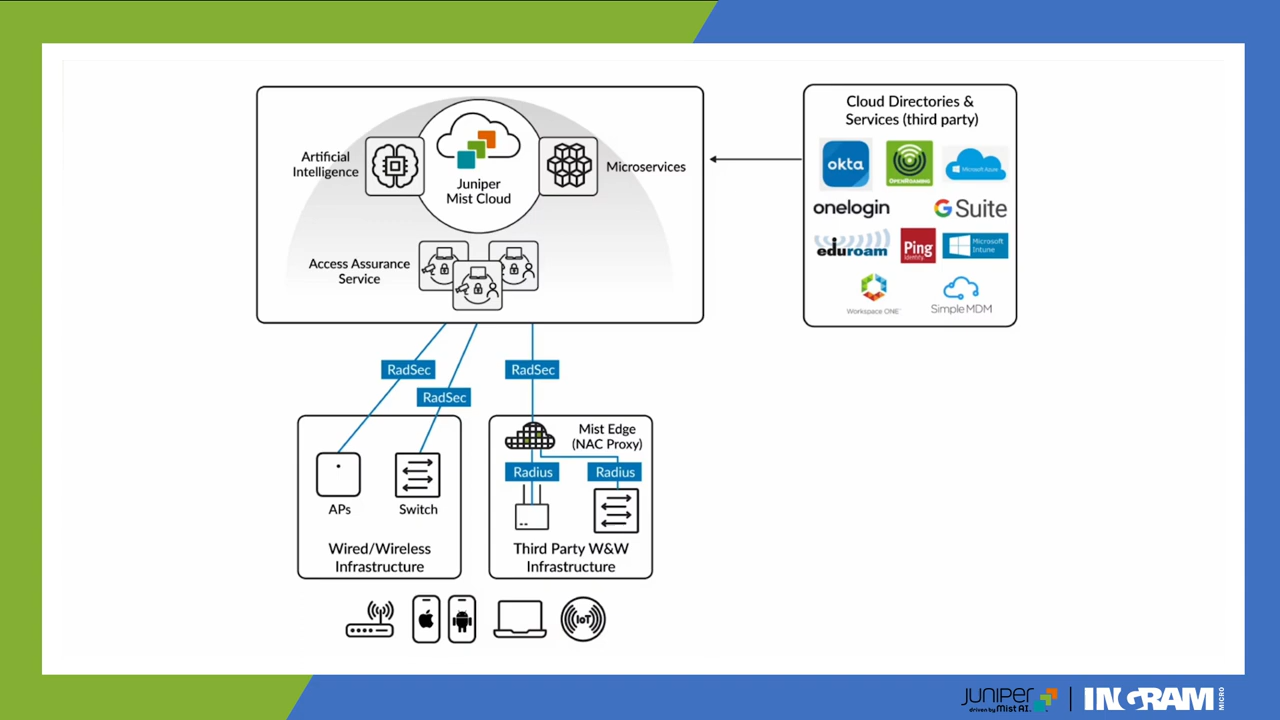 Artificial
Intelligence
Juniper
Mist Cloud
Microservices
Access Assurance
Service
Cloud Directories &
Services (third party)
okta
OPENROAMING
Microsoft Azure
onelogin
G Suite
eduroam
Ping
Identity
Microsoft
Intune
Workspace ONE™
Simple MDM
RadSec
RadSec
RadSec
APs
Switch
Wired/Wireless
Infrastructure
Mist Edge
(NAC Proxy)
Radius
Radius
Third Party W&W
Infrastructure
IoT
JUNIPER
driven by Mist AI.
INGRAM
MICRO